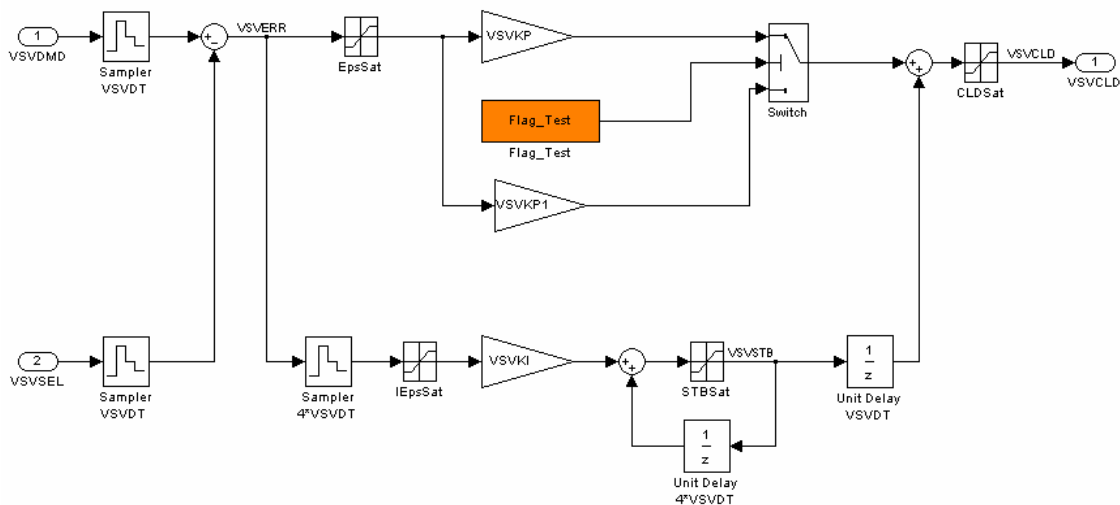 1
VSVDMD
Sampler
VSVDT
+
−
VSVERR
EpsSat
VSVKP
Flag_Test
Flag_Test
VSVKP1
Switch
+
+
CLDSat
VSVCLD
1
VSVCLD
2
VSVSEL
Sampler
VSVDT
Sampler
4*VSVDT
IEpsSat
VSVKI
+
+
STBSat
VSVSTB
1
z
Unit Delay
VSVDT
1
z
Unit Delay
4*VSVDT